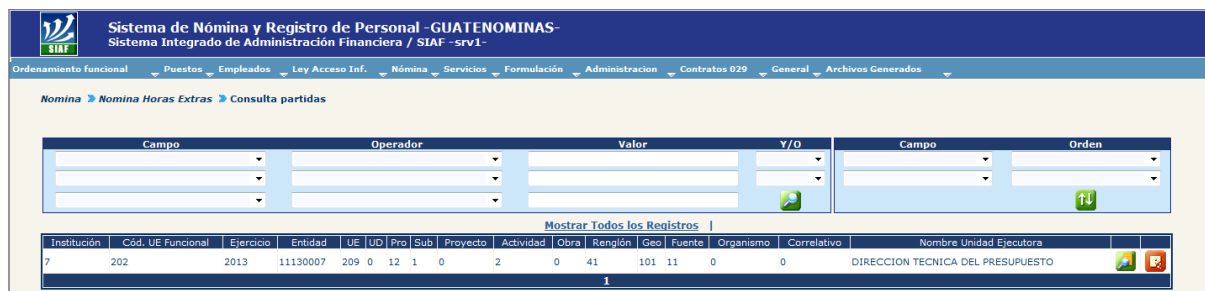 Sistema de Nómina y Registro de Personal -GUATENOMINAS-
SIAF Sistema Integrado de Administración Financiera / SIAF -srv1-
Ordenamiento funcional Puestos Empleados Ley Acceso Inf. Nómina Servicios Formulación Administracion Contratos 029 General Archivos Generados
Nomina Nomina Horas Extras Consulta partidas
Campo Operador Valor Y/O Campo Orden
Mostrar Todos los Registros |
Institución Cód. UE Funcional Ejercicio Entidad UE UD Pro Sub Proyecto Actividad Obra Renglón Geo Fuente Organismo Correlativo Nombre Unidad Ejecutora
7 202 2013 11130007 209 0 12 1 0 2 0 41 101 11 0 0 DIRECCION TECNICA DEL PRESUPUESTO
1